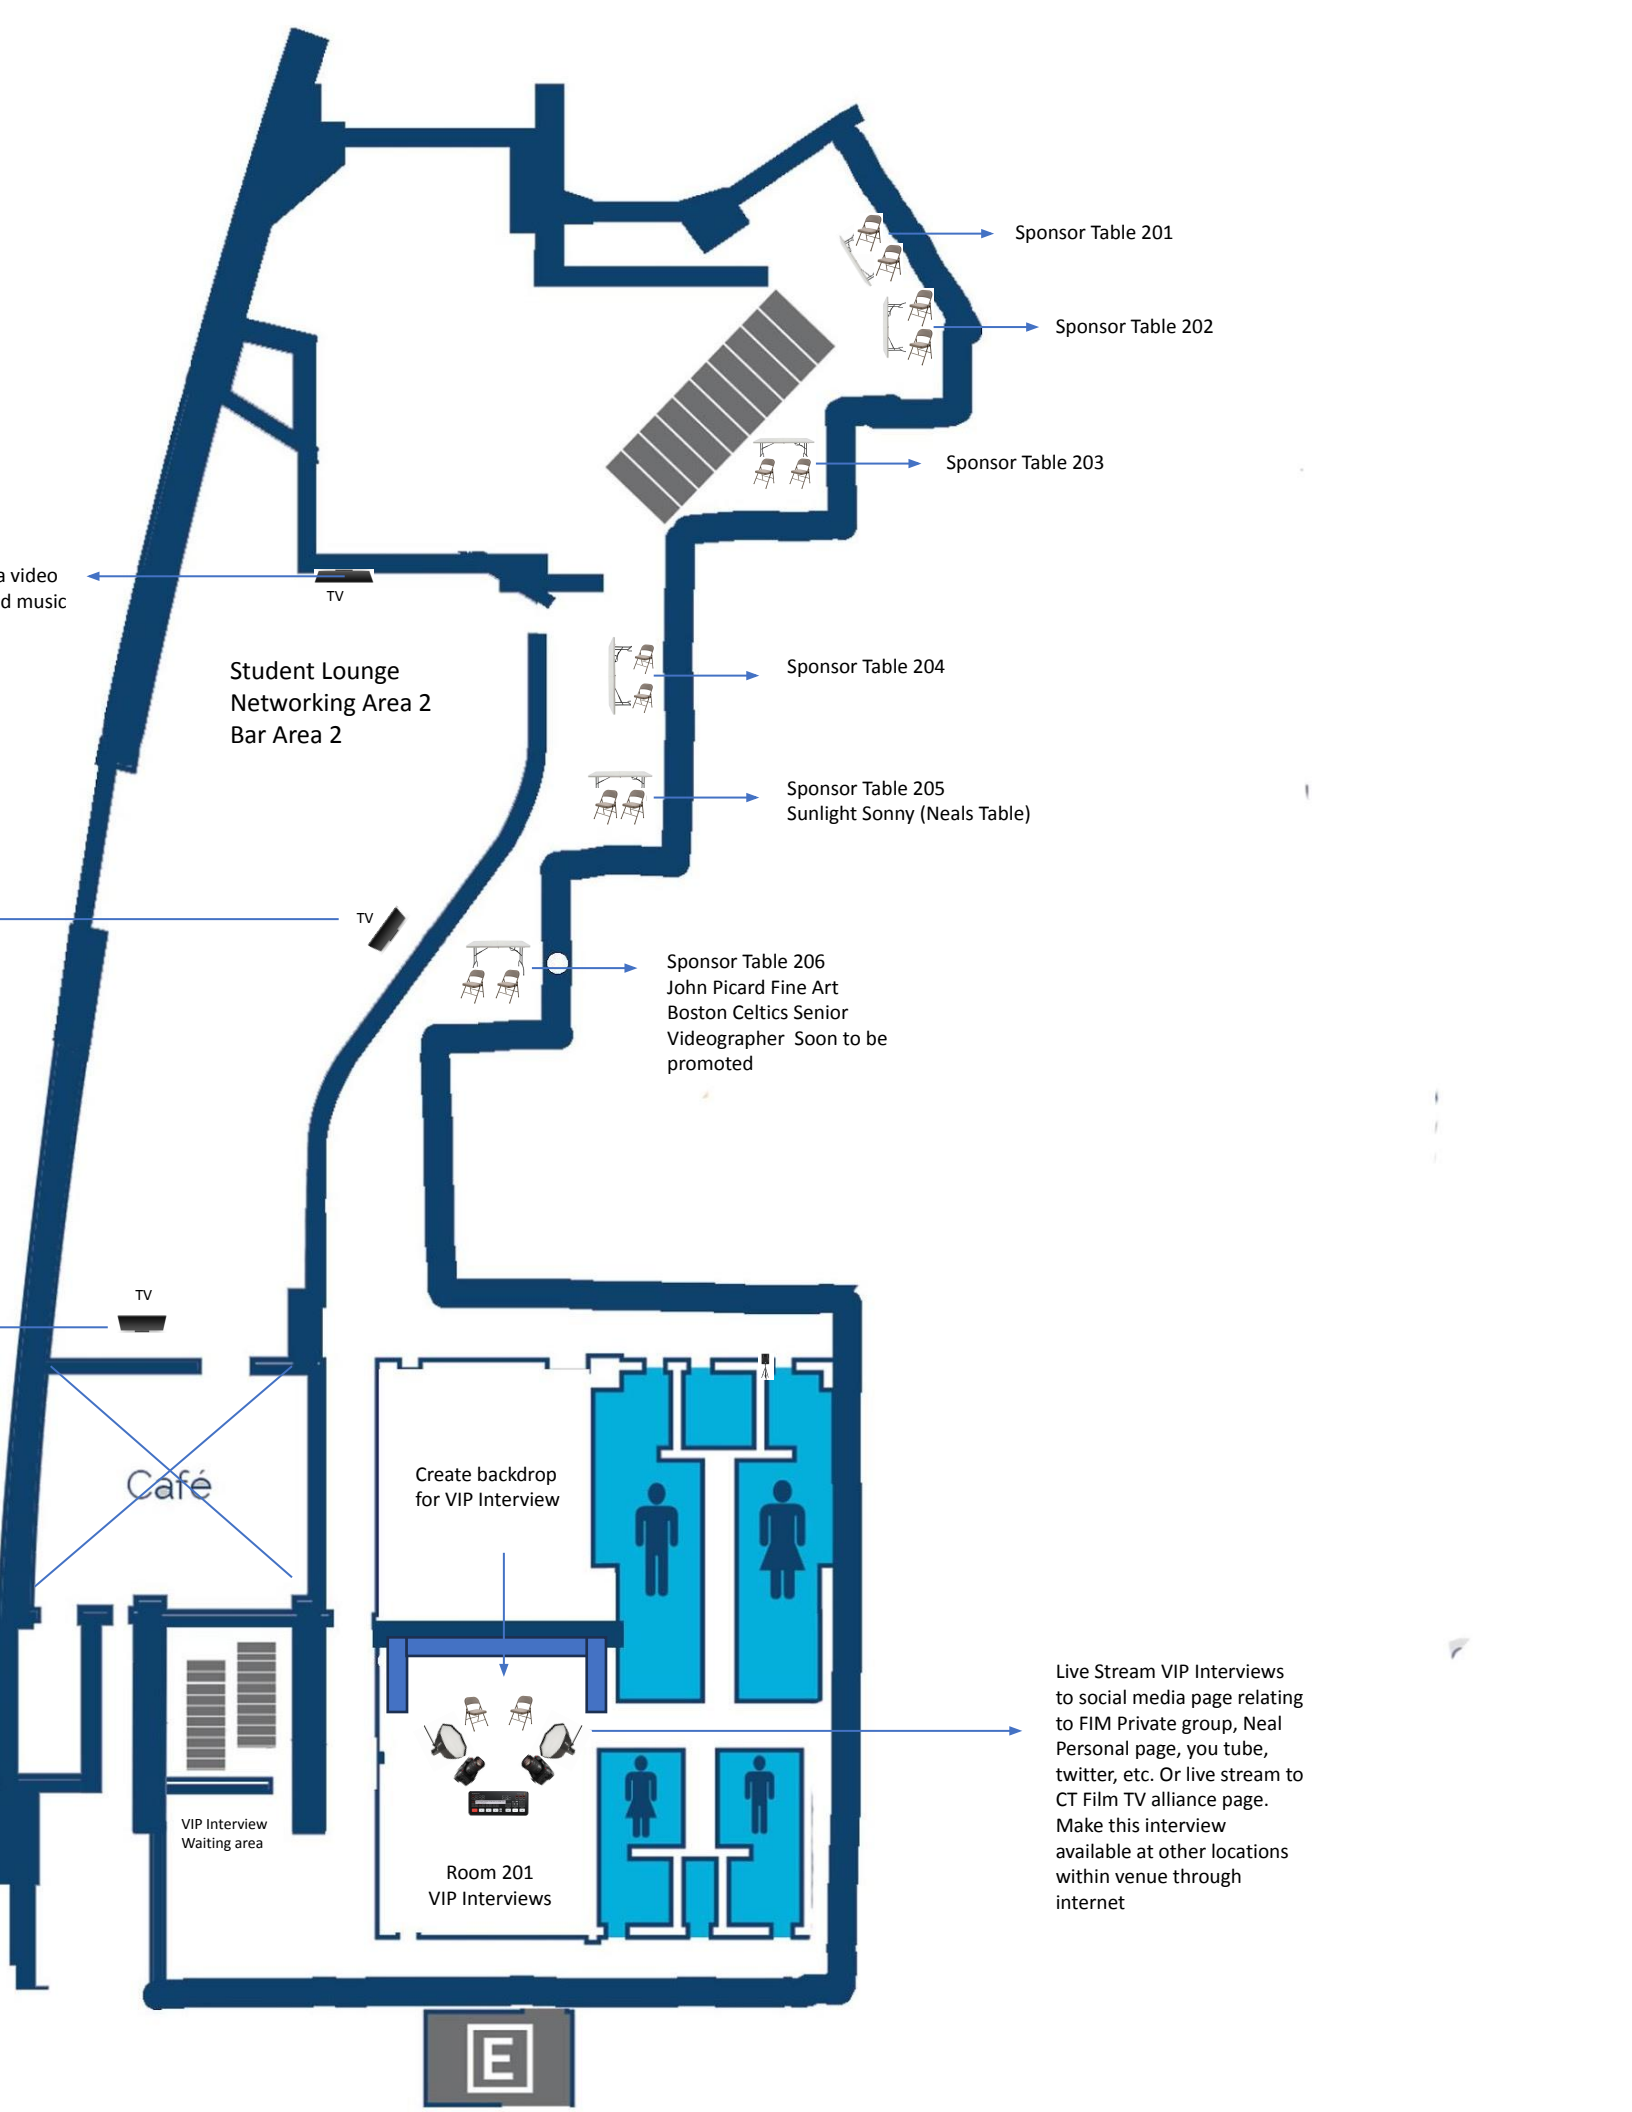 Sponsor Table 201
Sponsor Table 202
Sponsor Table 203
a video
d music
TV
Student Lounge
Networking Area 2
Bar Area 2
Sponsor Table 204
Sponsor Table 205
Sunlight Sonny (Neals Table)
TV
Sponsor Table 206
John Picard Fine Art
Boston Celtics Senior
Videographer  Soon to be
promoted
TV
Café
Create backdrop
for VIP Interview
Live Stream VIP Interviews
to social media page relating
to FIM Private group, Neal
Personal page, you tube,
twitter, etc. Or live stream to
CT Film TV alliance page.
Make this interview
available at other locations
within venue through
internet
VIP Interview
Waiting area
Room 201
VIP Interviews
E